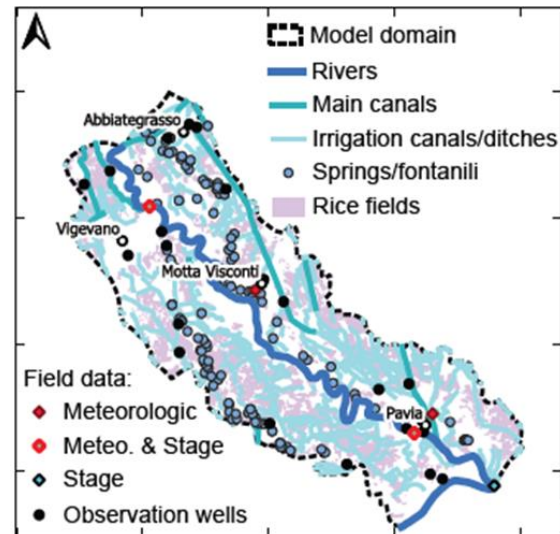 Model domain
Rivers
Main canals
Irrigation canals/ditches
Springs/fontanili
Rice fields
Abbiategrasso
Vigevano
Motta Visconti
Pavia
Field data:
Meteorologic
Meteo. & Stage
Stage
Observation wells